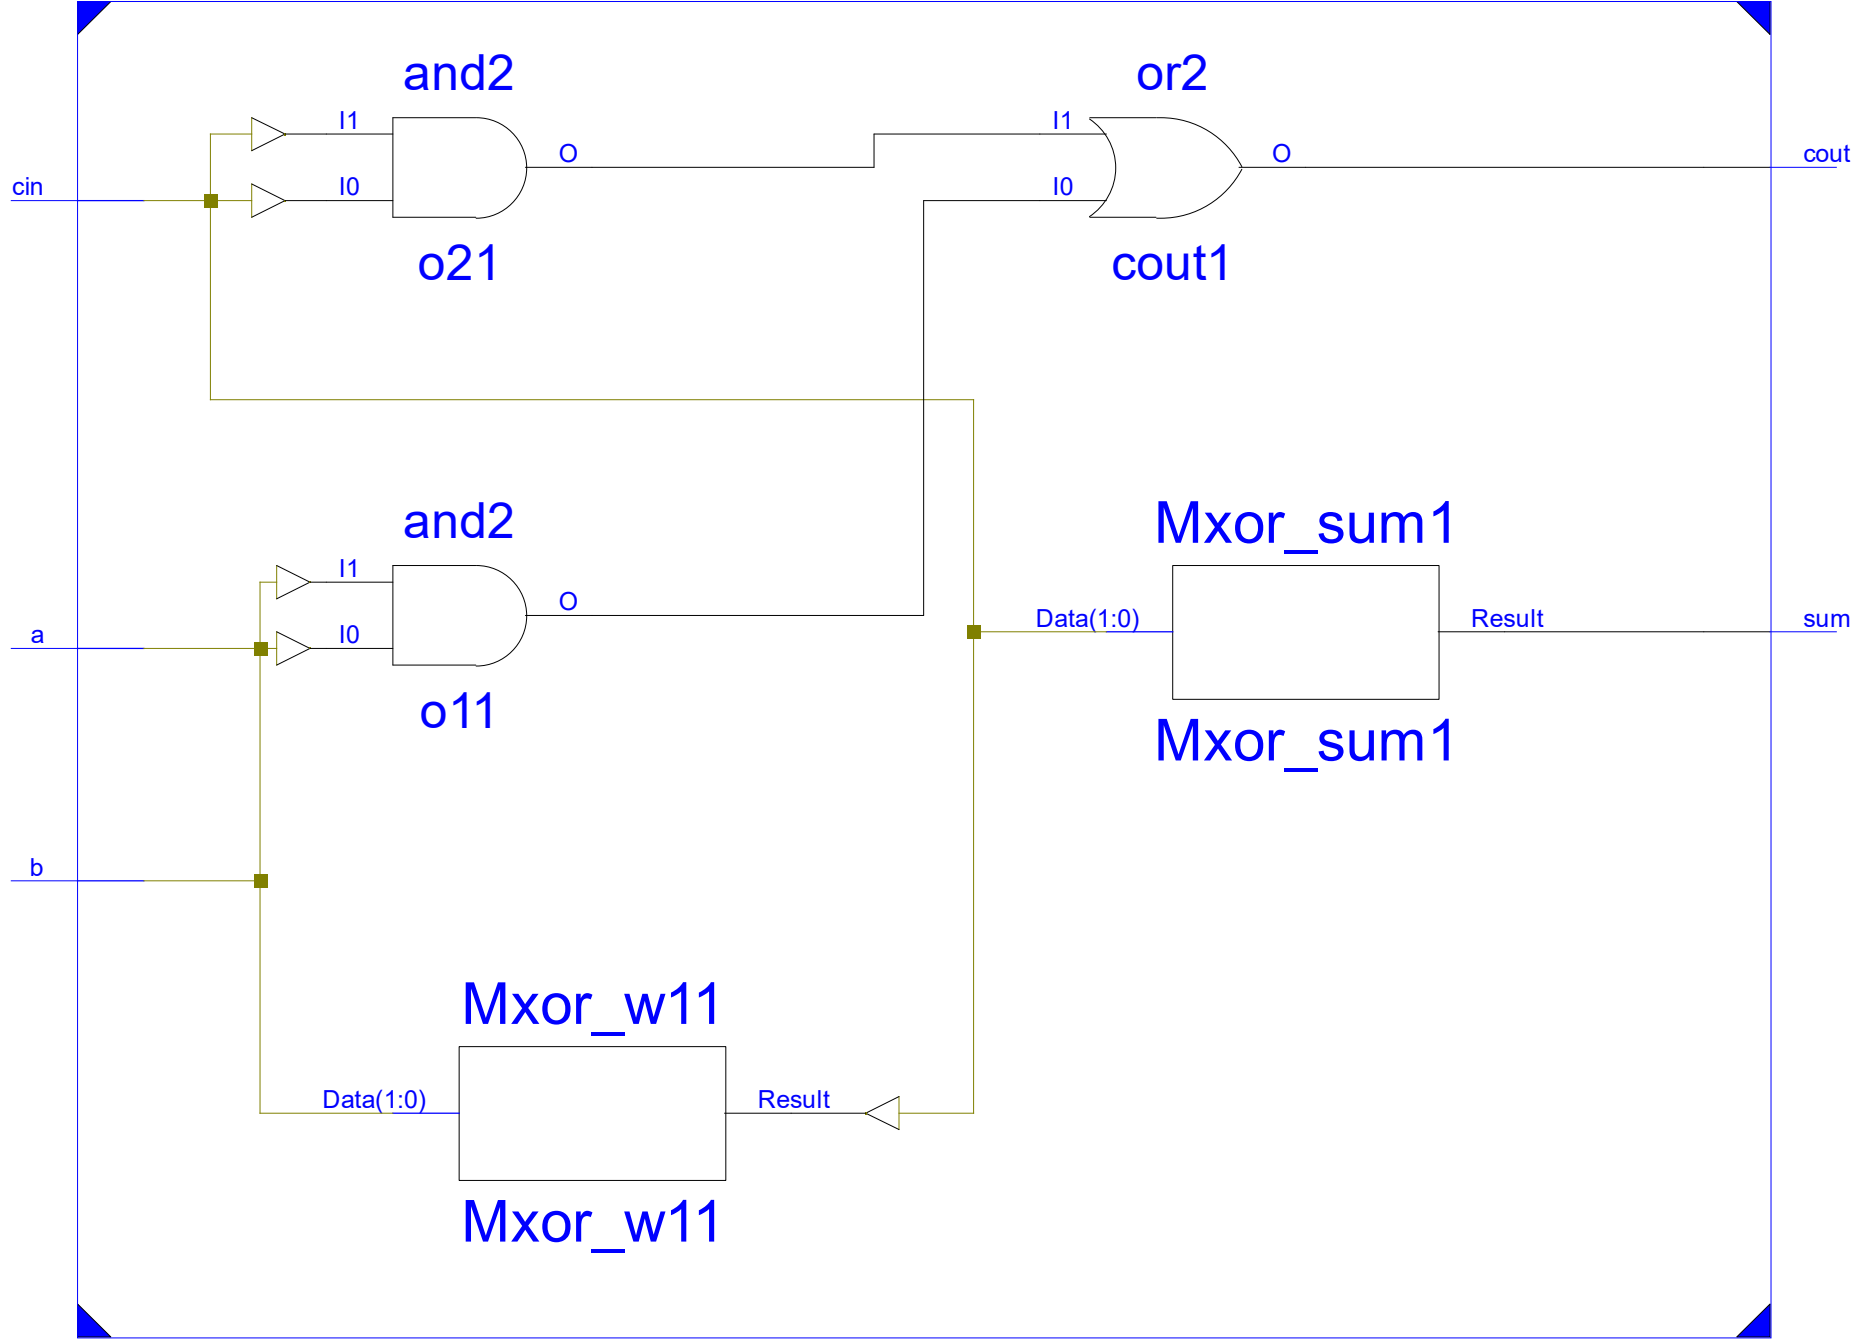 and2
or2
I1
I1
O
O
cout
cin
I0
I0
o21
cout1
and2
Mxor_sum1
I1
O
Data(1:0)
Result
sum
a
I0
o11
Mxor_sum1
b
Mxor_w11
Data(1:0)
Result
Mxor_w11